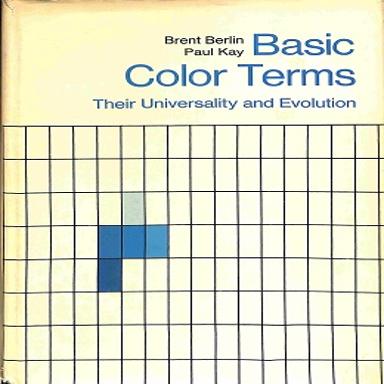 Brent Berlin
Paul Kay
Basic
Color Terms
Their Universality and Evolution